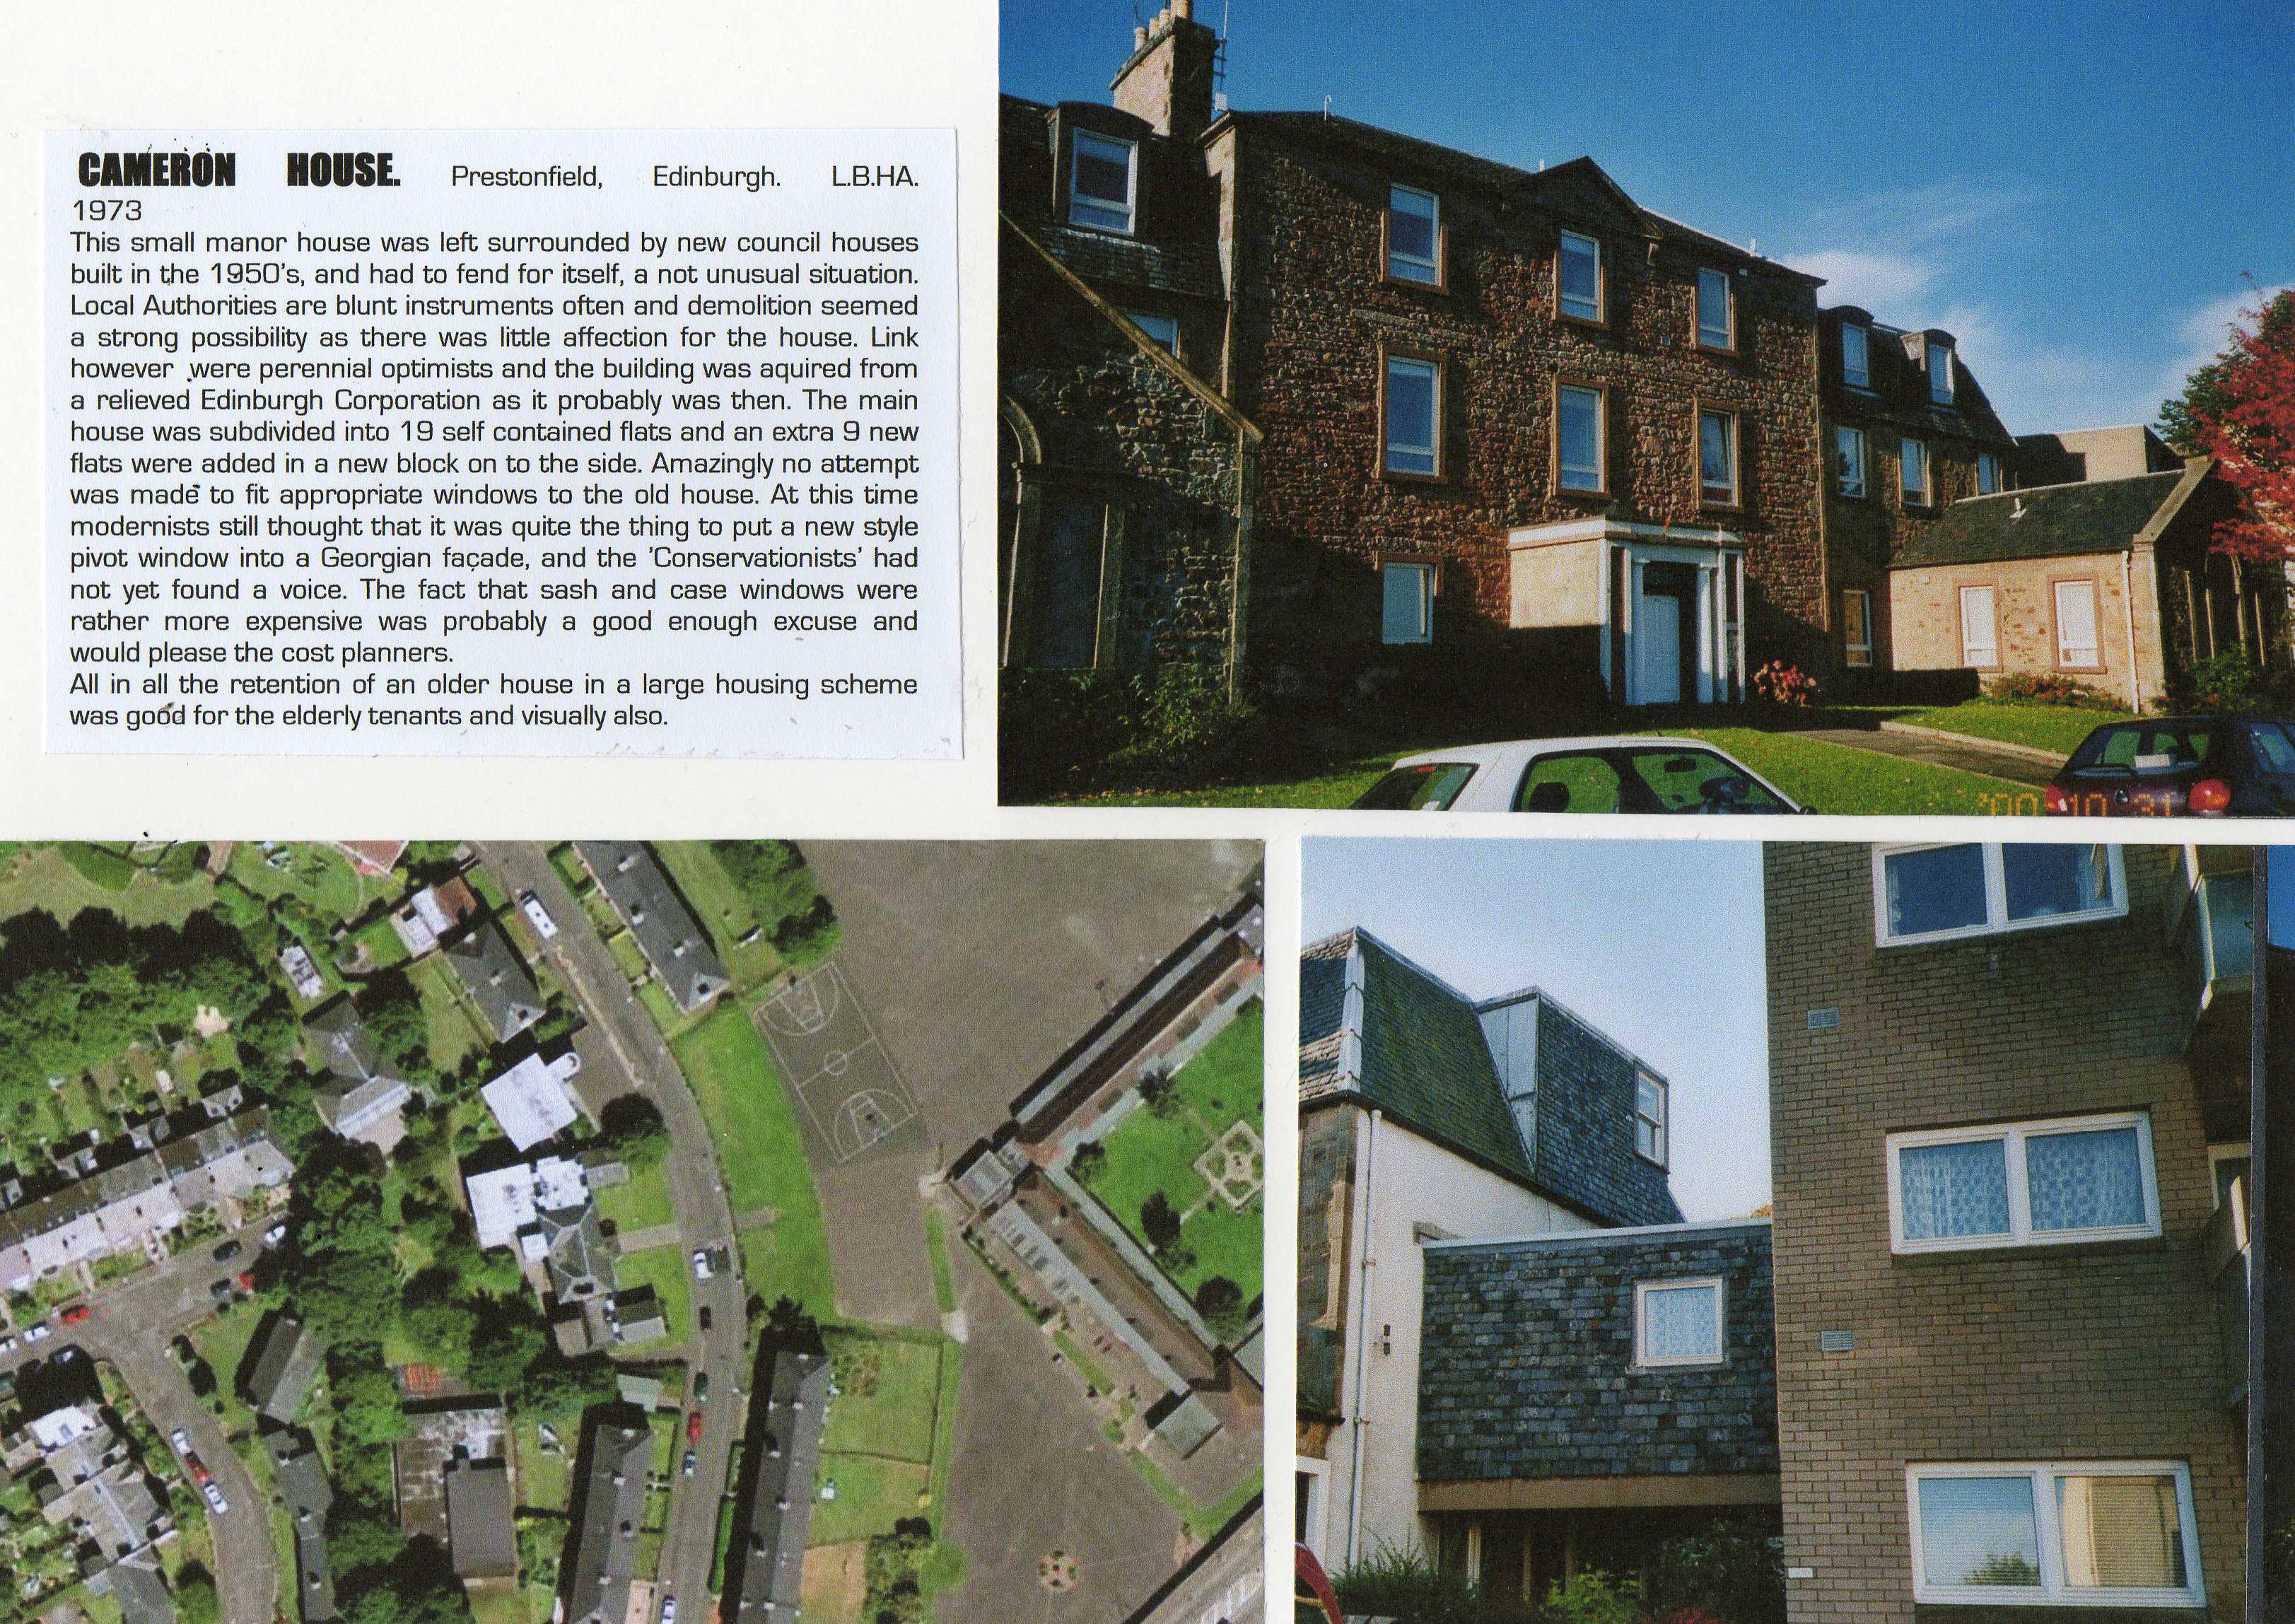 CAMERON HOUSE. Prestonfield, Edinburgh. L.B.HA.
1973
This small manor house was left surrounded by new council houses
built in the 1950's, and had to fend for itself, a not unusual situation.
Local Authorities are blunt instruments often and demolition seemed
a strong possibility as there was little affection for the house. Link
however were perennial optimists and the building was aquired from
a relieved Edinburgh Corporation as it probably was then. The main
house was subdivided into 19 self contained flats and an extra 9 new
flats were added in a new block on to the side. Amazingly no attempt
was made to fit appropriate windows to the old house. At this time
modernists still thought that it was quite the thing to put a new style
pivot window into a Georgian façade, and the 'Conservationists' had
not yet found a voice. The fact that sash and case windows were
rather more expensive was probably a good enough excuse and
would please the cost planners.
All in all the retention of an older house in a large housing scheme
was good for the elderly tenants and visually also.
'00 10 31